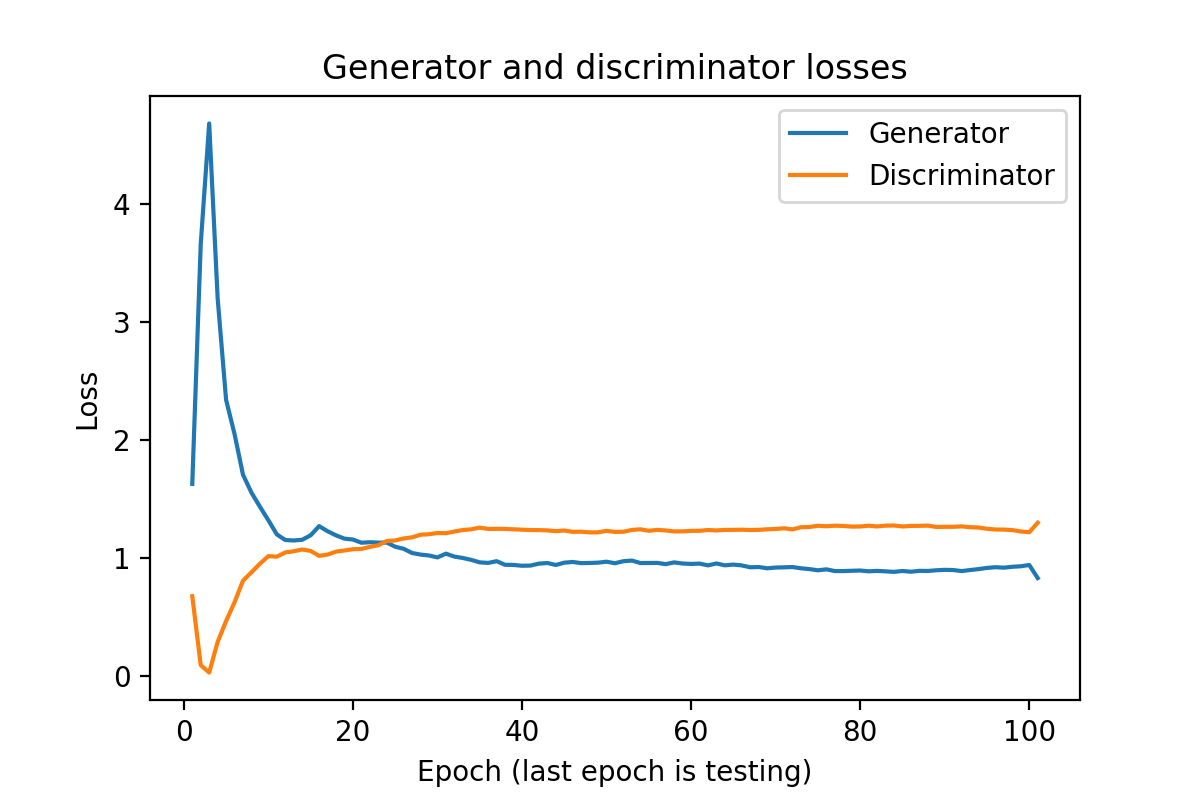 Generator and discriminator losses
Generator
Discriminator
Loss
4
3
2
1
0
0 20 40 60 80 100
Epoch (last epoch is testing)